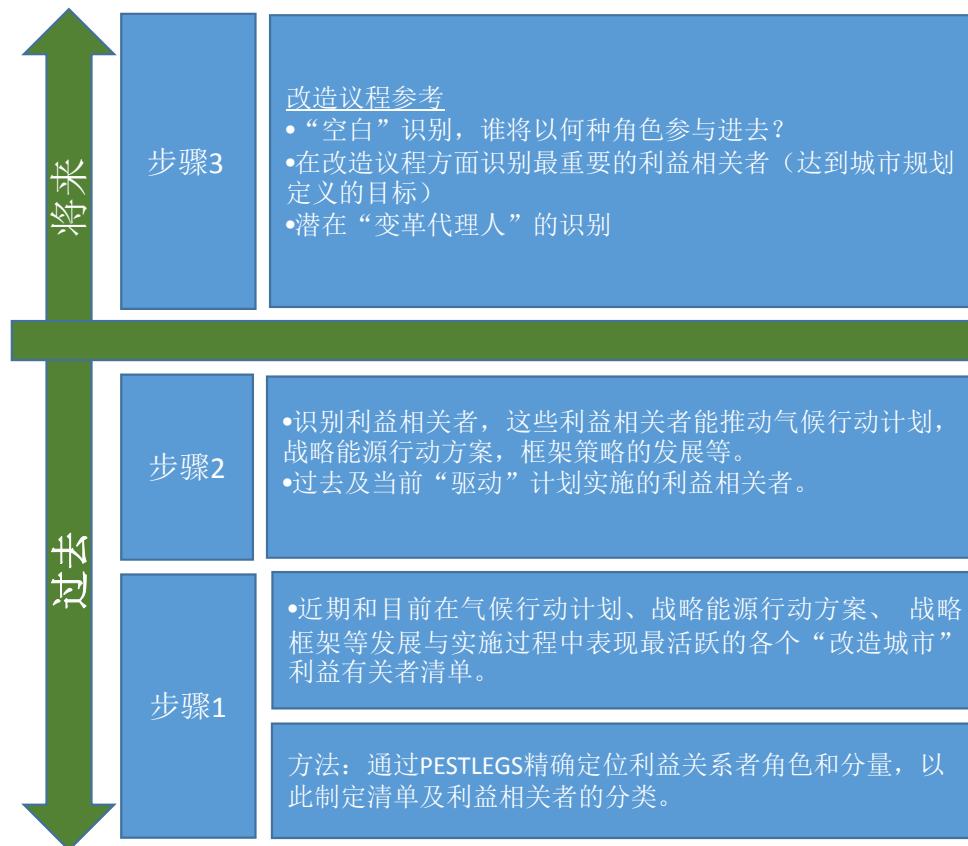 将来
步骤3
改造议程参考
•“空白”识别，谁将以何种角色参与进去？
•在改造议程方面识别最重要的利益相关者（达到城市规划
定义的目标）
•潜在“变革代理人”的识别
过去
步骤2
•识别利益相关者，这些利益相关者能推动气候行动计划，
战略能源行动方案，框架策略的发展等。
•过去及当前“驱动”计划实施的利益相关者。
步骤1
•近期和目前在气候行动计划、战略能源行动方案、 战略
框架等发展与实施过程中表现最活跃的各个“改造城市”
利益有关者清单。
方法：通过PESTLEGS精确定位利益关系者角色和分量，以
此制定清单及利益相关者的分类。